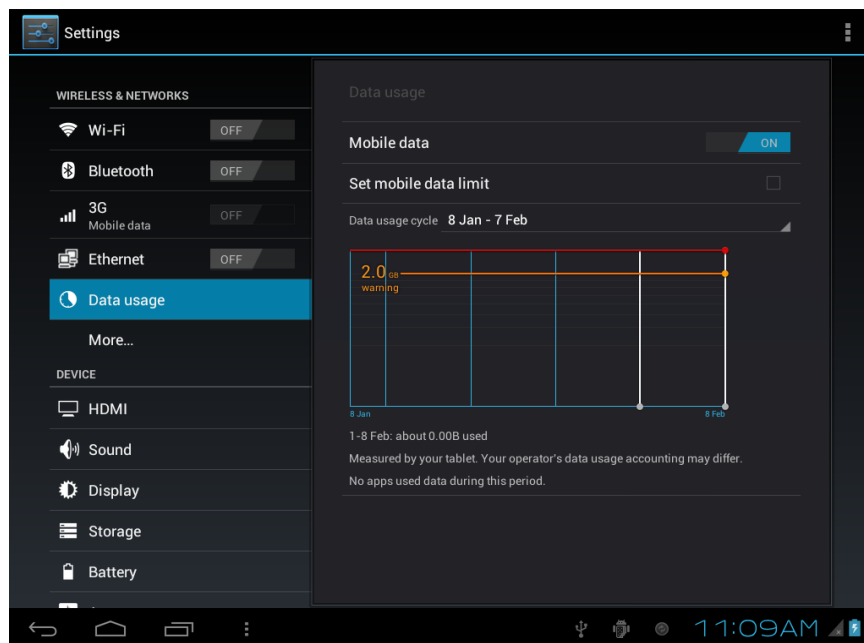 Settings
WIRELESS & NETWORKS
Wi-Fi OFF
Bluetooth OFF
3G
Mobile data OFF
Ethernet OFF
Data usage
More...
DEVICE
HDMI
Sound
Display
Storage
Battery
Data usage
Mobile data ON
Set mobile data limit
Data usage cycle 8 Jan - 7 Feb
2.0 GB
warning
8 Jan 8 Feb
1-8 Feb: about 0.00B used
Measured by your tablet. Your operator's data usage accounting may differ.
No apps used data during this period.
11:09AM